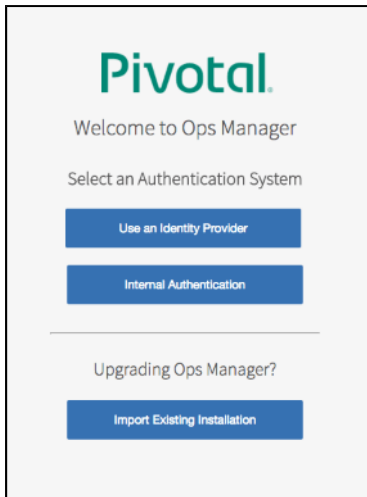 Pivotal.
Welcome to Ops Manager
Select an Authentication System
Use an Identity Provider
Internal Authentication
Upgrading Ops Manager?
Import Existing Installation